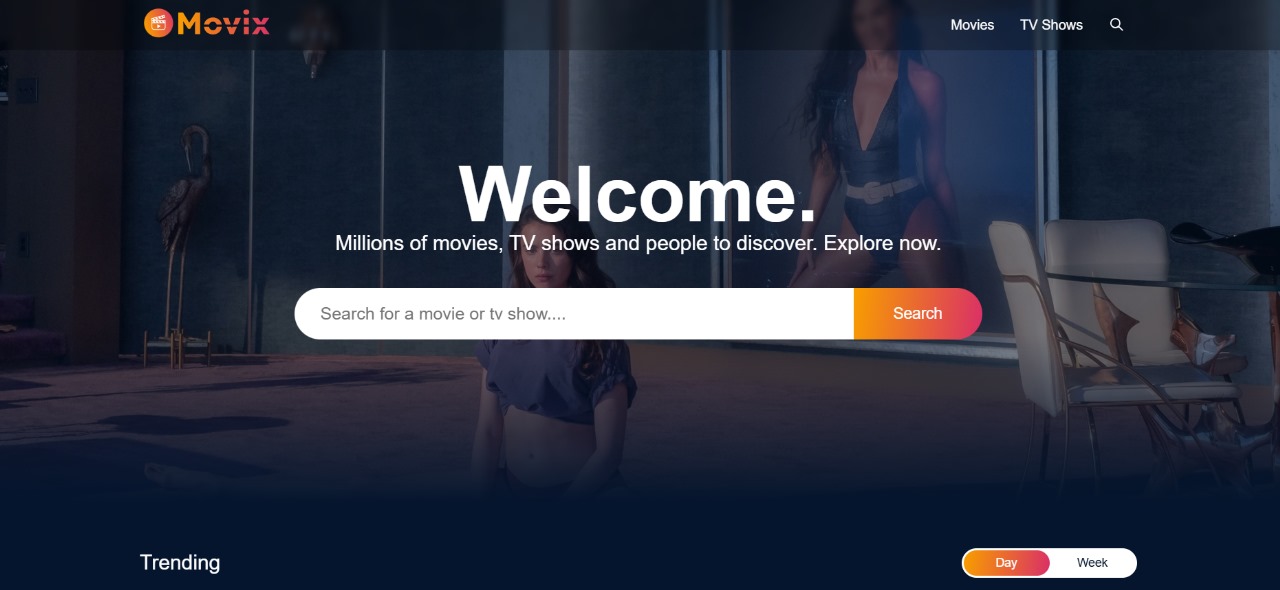 Movix
Movies
TV Shows
Welcome.
Millions of movies, TV shows and people to discover. Explore now.
Search for a movie or tv show....
Search
Trending
Day
Week